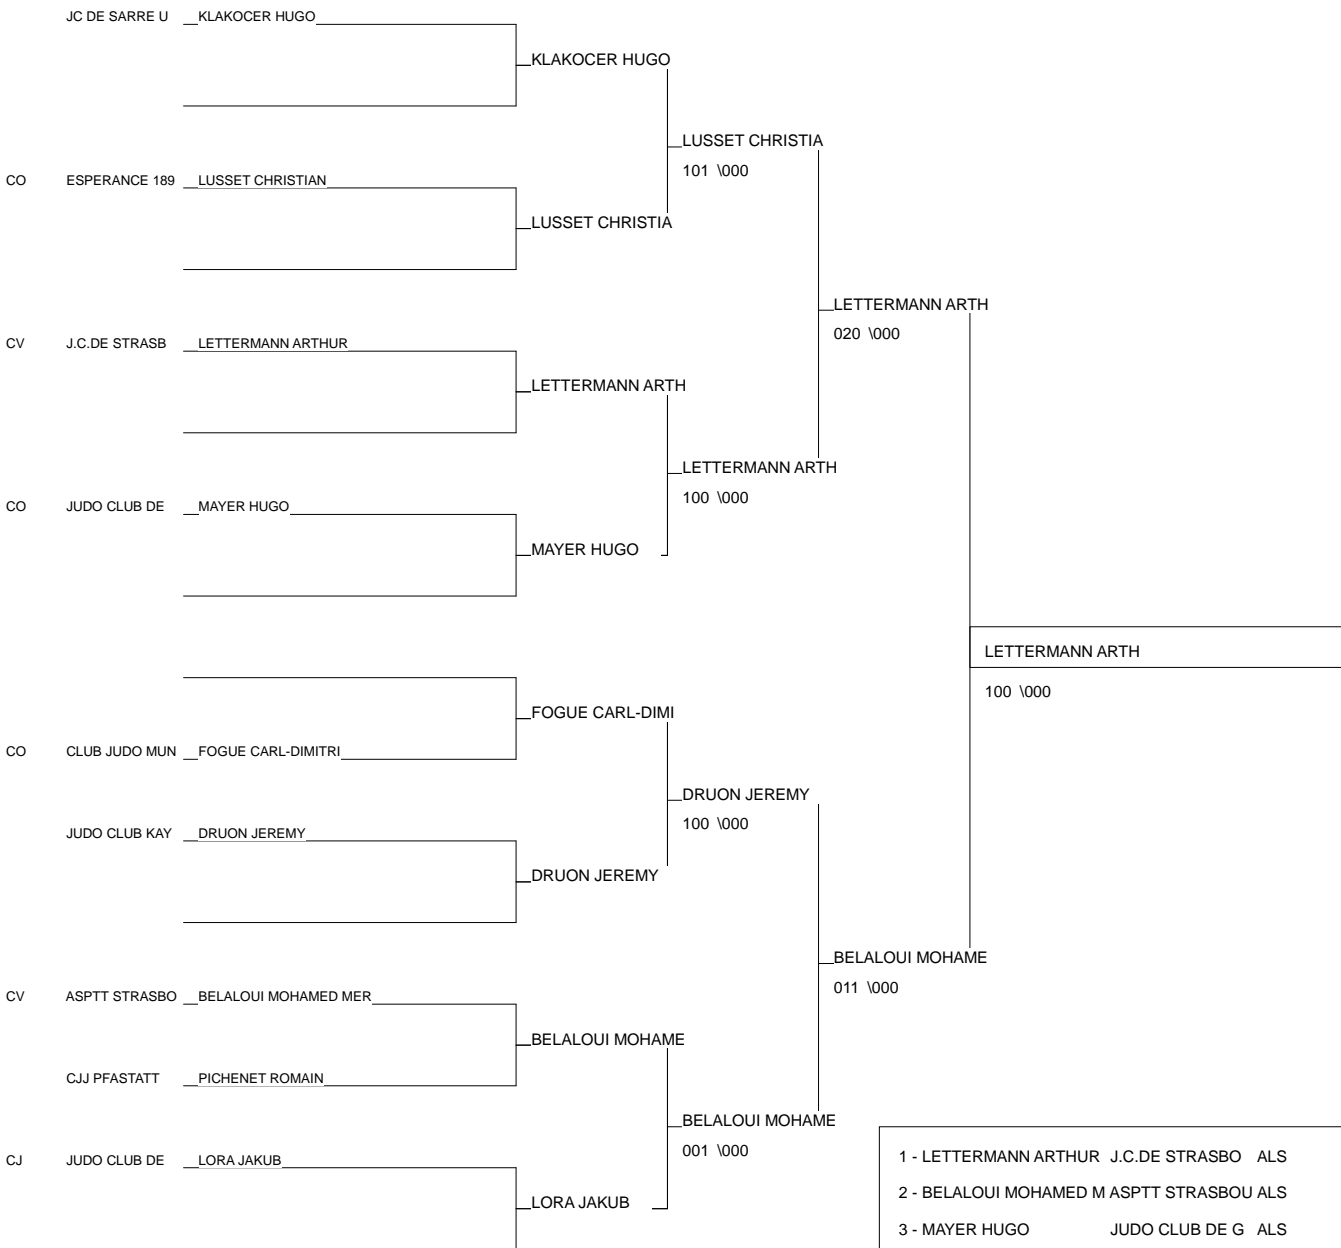 JC DE SARRE U KLAKOCER HUGO
KLAKOCER HUGO
LUSSET CHRISTIA
101 \000
CO ESPERANCE 189 LUSSET CHRISTIAN
LUSSET CHRISTIA
LETTERMANN ARTH
020 \000
CV J.C.DE STRASB LETTERMANN ARTHUR
LETTERMANN ARTH
LETTERMANN ARTH
100 \000
CO JUDO CLUB DE MAYER HUGO
MAYER HUGO
LETTERMANN ARTH
100 \000
FOGUE CARL-DIMI
CO CLUB JUDO MUN FOGUE CARL-DIMITRI
DRUON JEREMY
100 \000
JUDO CLUB KAY DRUON JEREMY
DRUON JEREMY
BELALOUI MOHAME
011 \000
CV ASPTT STRASBO BELALOUI MOHAMED MER
BELALOUI MOHAME
CJJ PFASTATT PICHENET ROMAIN
BELALOUI MOHAME
001 \000
CJ JUDO CLUB DE LORA JAKUB
LORA JAKUB
1 - LETTERMANN ARTHUR J.C.DE STRASBO ALS
2 - BELALOUI MOHAMED M ASPTT STRASBOU ALS
3 - MAYER HUGO JUDO CLUB DE G ALS